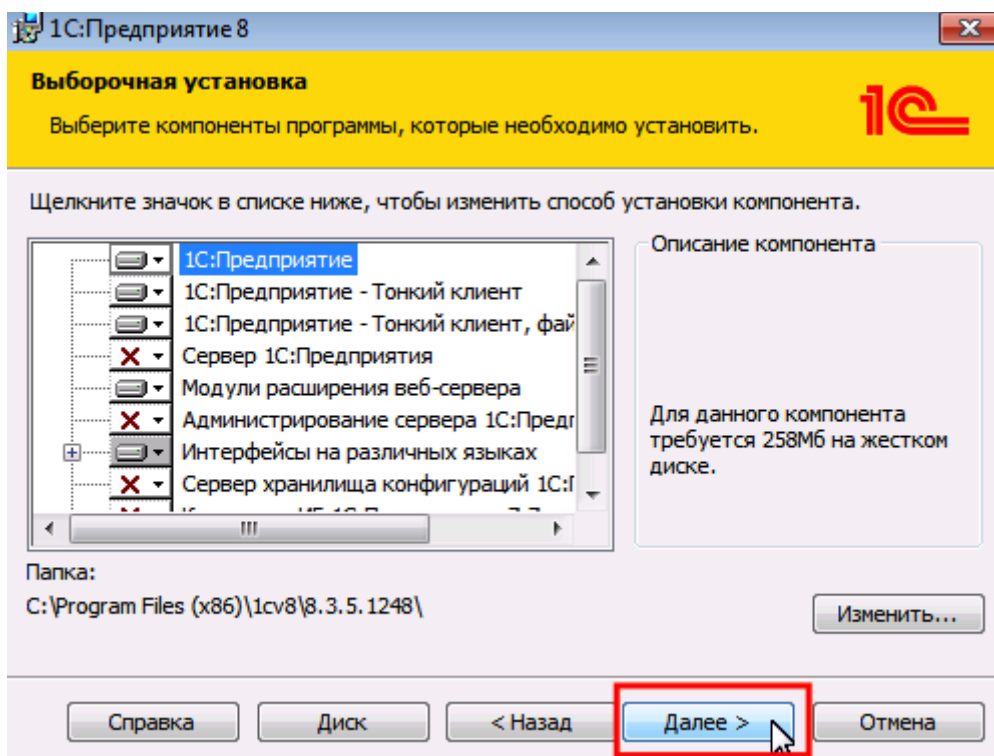 1С:Предприятие 8
Выборочная установка
Выберите компоненты программы, которые необходимо установить.
1С
Щелкните значок в списке ниже, чтобы изменить способ установки компонента.
1С:Предприятие
1С:Предприятие - Тонкий клиент
1С:Предприятие - Тонкий клиент, фай
Сервер 1С:Предприятия
Модули расширения веб-сервера
Администрирование сервера 1С:Предг
Интерфейсы на различных языках
Сервер хранилища конфигураций 1С:Г
Описание компонента
Для данного компонента
требуется 258Мб на жестком
диске.
Папка:
C:\Program Files (x86)\1cv8\8.3.5.1248\
Изменить...
Справка
Диск
< Назад
Далее >
Отмена